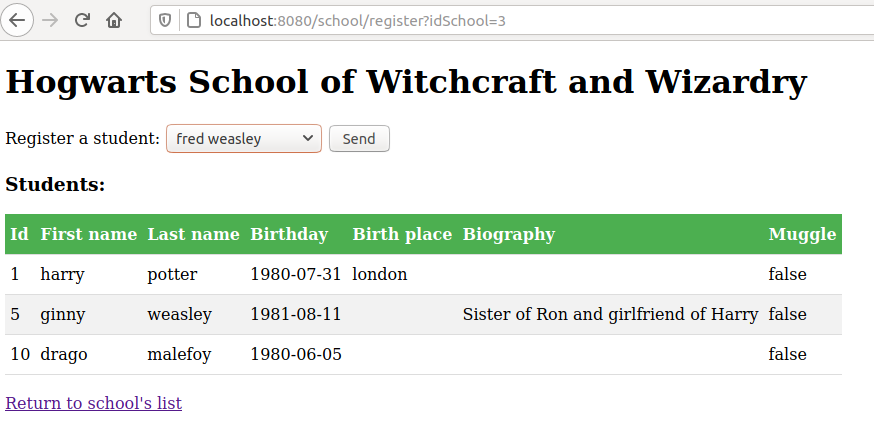 localhost:8080/school/register?idSchool=3
Hogwarts School of Witchcraft and Wizardry
Register a student: fred weasley Send
Students:
Id First name Last name Birthday Birth place Biography Muggle
1 harry potter 1980-07-31 london false
5 ginny weasley 1981-08-11 Sister of Ron and girlfriend of Harry false
10 drago malefoy 1980-06-05 false
Return to school's list